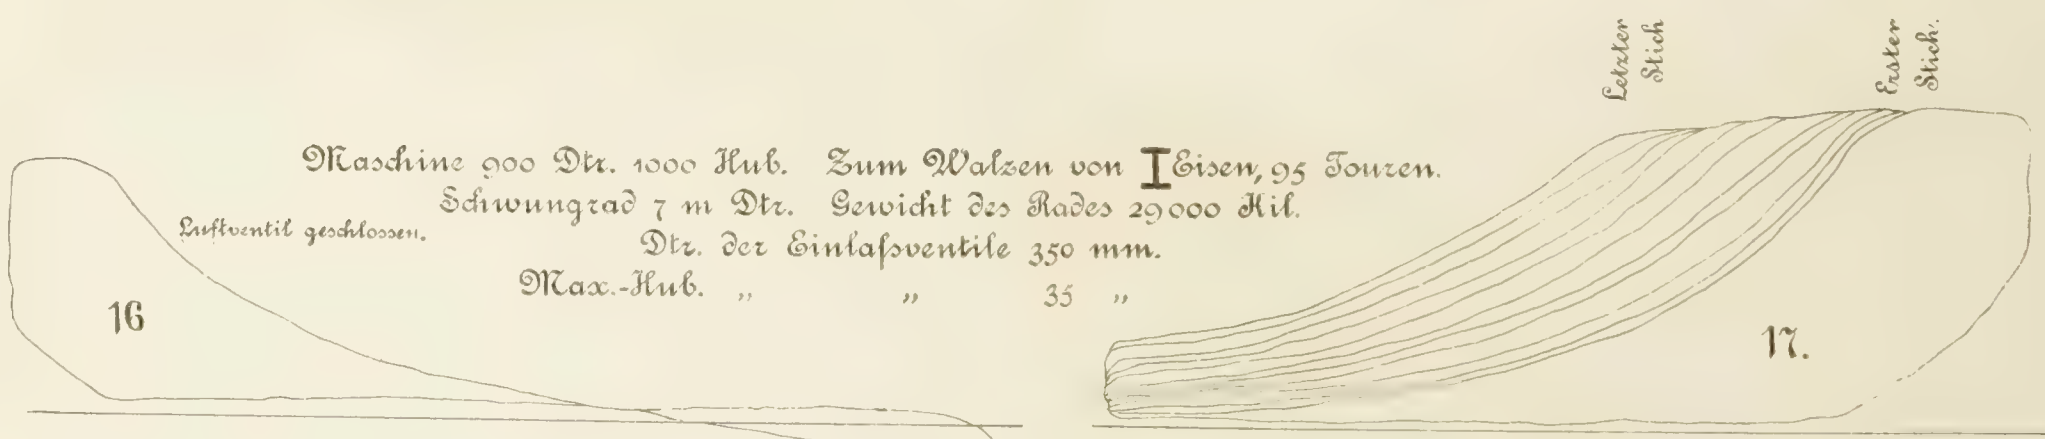 Letzter
Stich
Erster
Stich.
Maschine 900 Dtr. 1000 Hub. Zum Walzen von I Eisen, 95 Touren.
Schwungrad 7 m Dtr. Gewicht des Rades 29000 Kil.
Luftventil geschlossen.
Dtr. der Einlaßventile 350 mm.
Max.-Hub. „ „ 35 „
16
17.